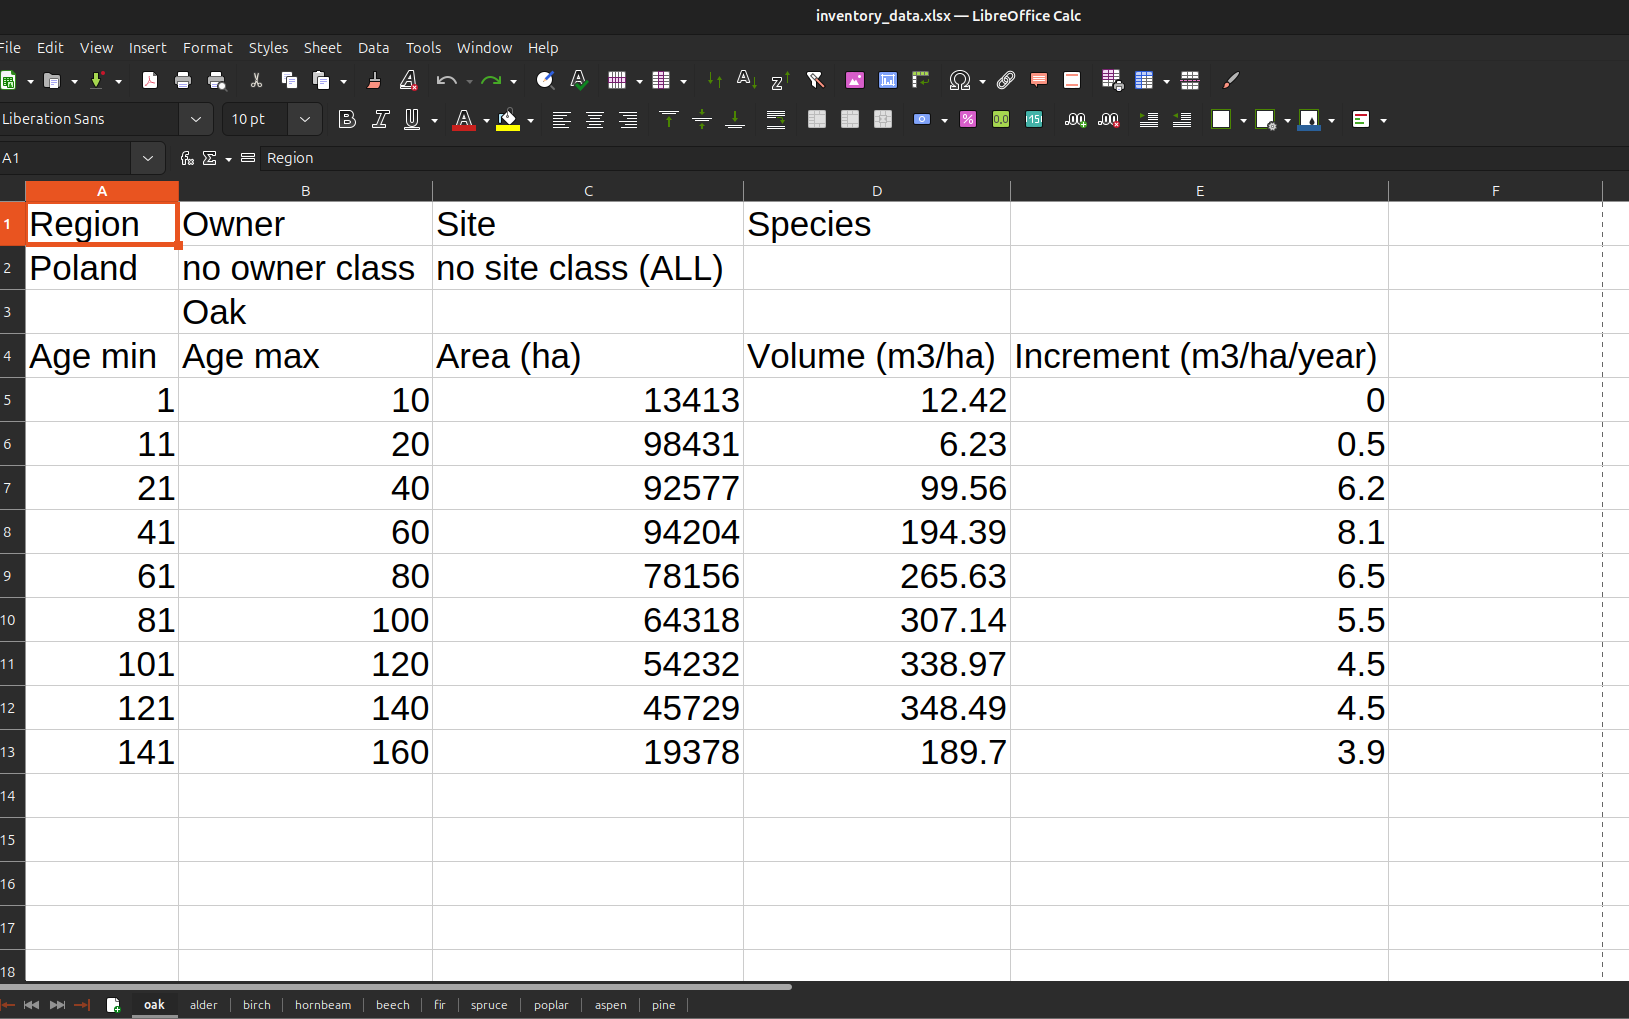 inventory_data.xlsx — LibreOffice Calc
File Edit View Insert Format Styles Sheet Data Tools Window Help
Liberation Sans 10 pt
A1 Region
A B C D E F
1 Region Owner Site Species
2 Poland no owner class no site class (ALL)
3 Oak
4 Age min Age max Area (ha) Volume (m3/ha) Increment (m3/ha/year)
5 1 10 13413 12.42 0
6 11 20 98431 6.23 0.5
7 21 40 92577 99.56 6.2
8 41 60 94204 194.39 8.1
9 61 80 78156 265.63 6.5
10 81 100 64318 307.14 5.5
11 101 120 54232 338.97 4.5
12 121 140 45729 348.49 4.5
13 141 160 19378 189.7 3.9
14
15
16
17
18
oak alder birch hornbeam beech fir spruce poplar aspen pine